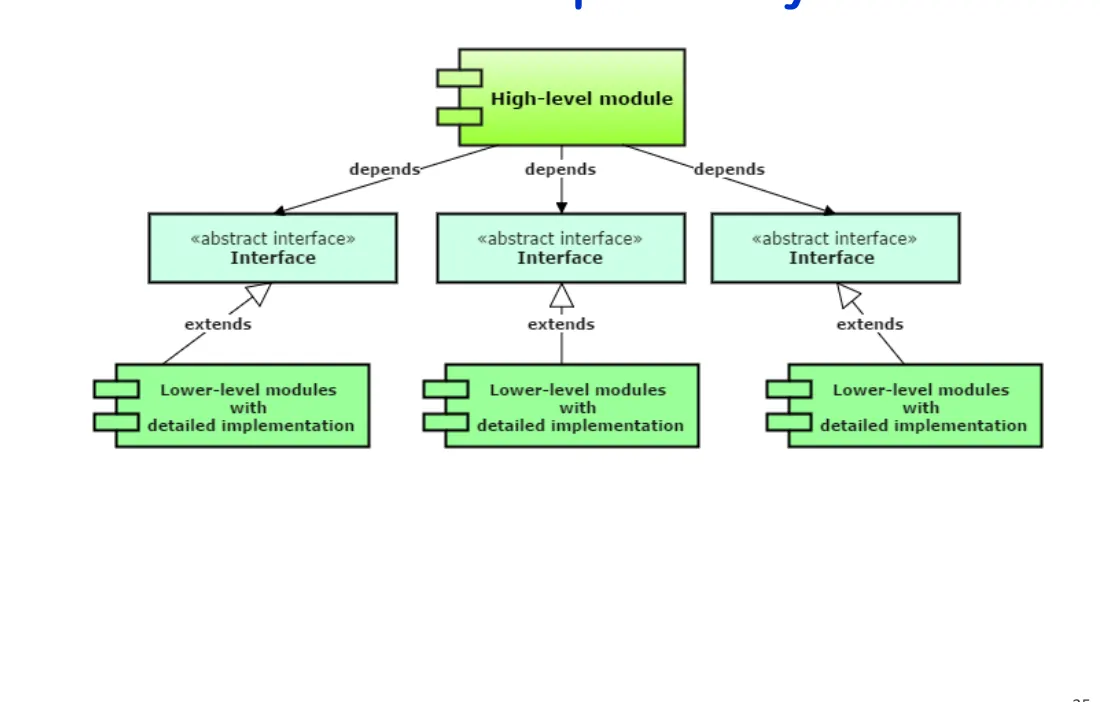 High-level module
depends
depends
depends
«abstract interface»
Interface
«abstract interface»
Interface
«abstract interface»
Interface
extends
extends
extends
Lower-level modules
with
detailed implementation
Lower-level modules
with
detailed implementation
Lower-level modules
with
detailed implementation